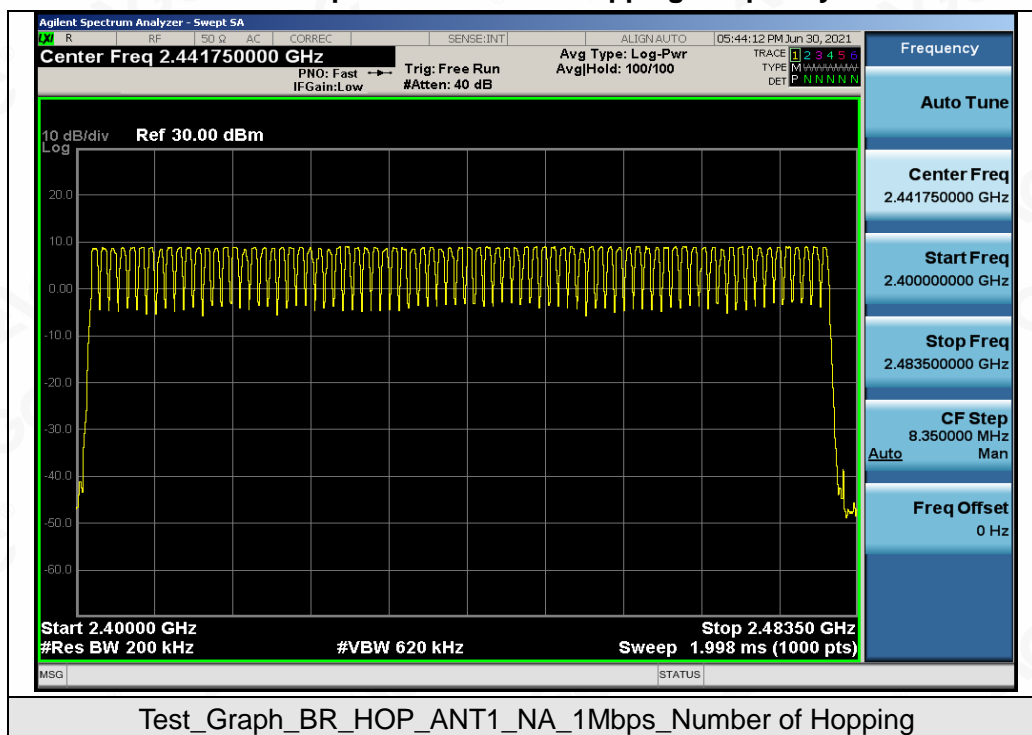 Agilent Spectrum Analyzer - Swept SA
LXI R RF 50 Ω AC CORREC SENSE:INT ALIGN AUTO 05:44:12 PM Jun 30, 2021
Center Freq 2.441750000 GHz
PNO: Fast
IFGain:Low
Trig: Free Run
#Atten: 40 dB
Avg Type: Log-Pwr
Avg|Hold: 100/100
TRACE 1 2 3 4 5 6
TYPE M
DET P N N N N N
10 dB/div Ref 30.00 dBm
Log
20.0
10.0
0.00
-10.0
-20.0
-30.0
-40.0
-50.0
-60.0
Start 2.40000 GHz Stop 2.48350 GHz
#Res BW 200 kHz #VBW 620 kHz Sweep 1.998 ms (1000 pts)
MSG STATUS
Frequency
Auto Tune
Center Freq
2.441750000 GHz
Start Freq
2.400000000 GHz
Stop Freq
2.483500000 GHz
CF Step
8.350000 MHz
Auto Man
Freq Offset
0 Hz
Test_Graph_BR_HOP_ANT1_NA_1Mbps_Number of Hopping